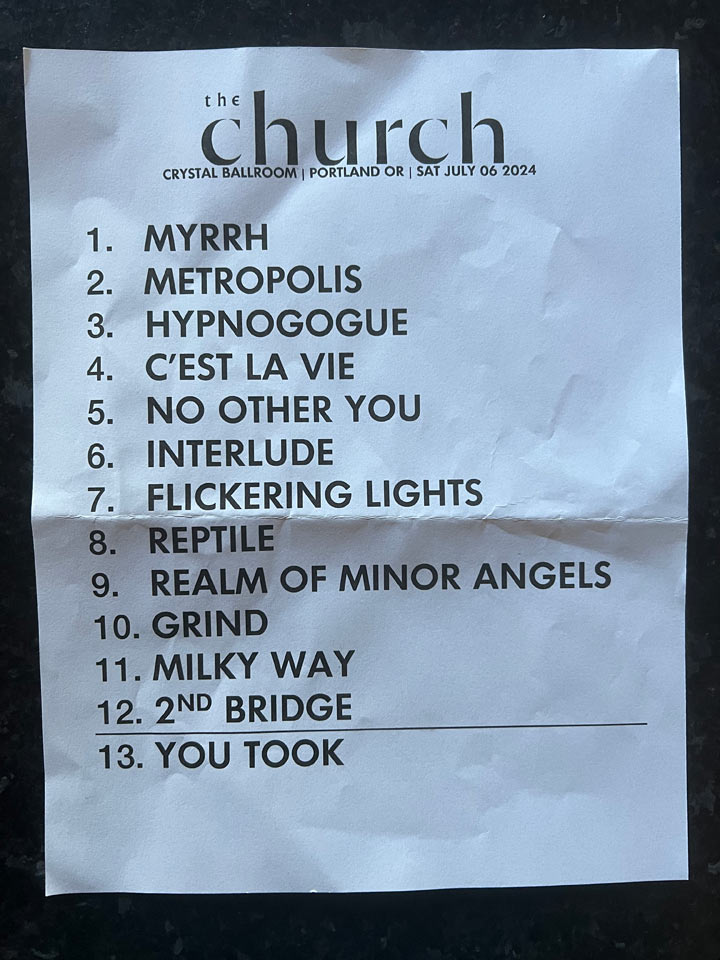 the
church
CRYSTAL BALLROOM | PORTLAND OR | SAT JULY 06 2024
1. MYRRH
2. METROPOLIS
3. HYPNOGOGUE
4. C'EST LA VIE
5. NO OTHER YOU
6. INTERLUDE
7. FLICKERING LIGHTS
8. REPTILE
9. REALM OF MINOR ANGELS
10. GRIND
11. MILKY WAY
12. 2ND BRIDGE
13. YOU TOOK